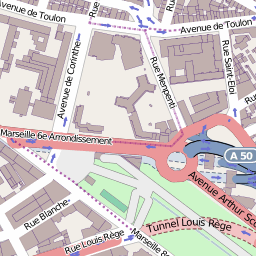 Avenue de Toulon
Avenue de Toulon
Avenue de Corinthe
Rue Menpenti
Rue Saint-Eloi
Marseille 6e Arrondissement
A 50
Avenue Arthur Sc
Rue Blanche-
Tunnel Louis Rège
Rue Louis Rège
Marseille